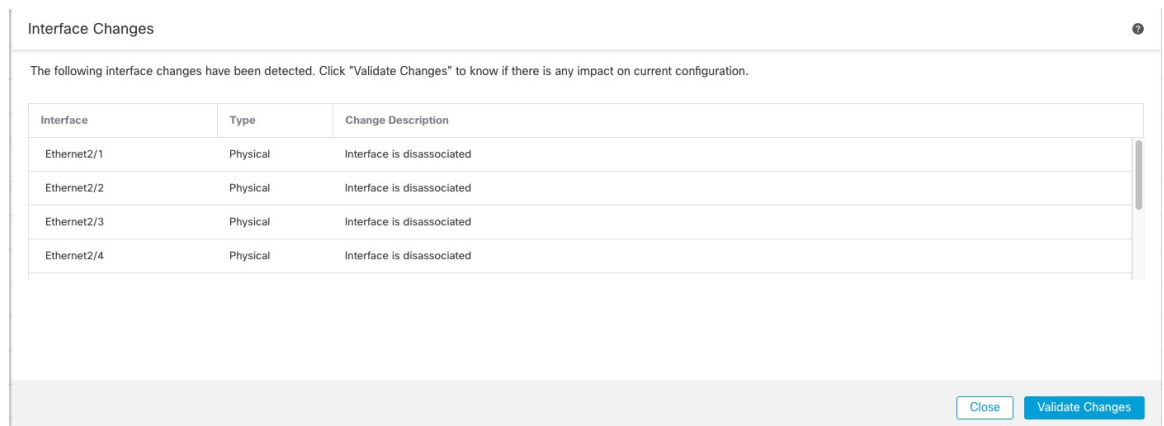 Interface Changes
?
The following interface changes have been detected. Click "Validate Changes" to know if there is any impact on current configuration.
Interface Type Change Description
Ethernet2/1 Physical Interface is disassociated
Ethernet2/2 Physical Interface is disassociated
Ethernet2/3 Physical Interface is disassociated
Ethernet2/4 Physical Interface is disassociated
Close Validate Changes